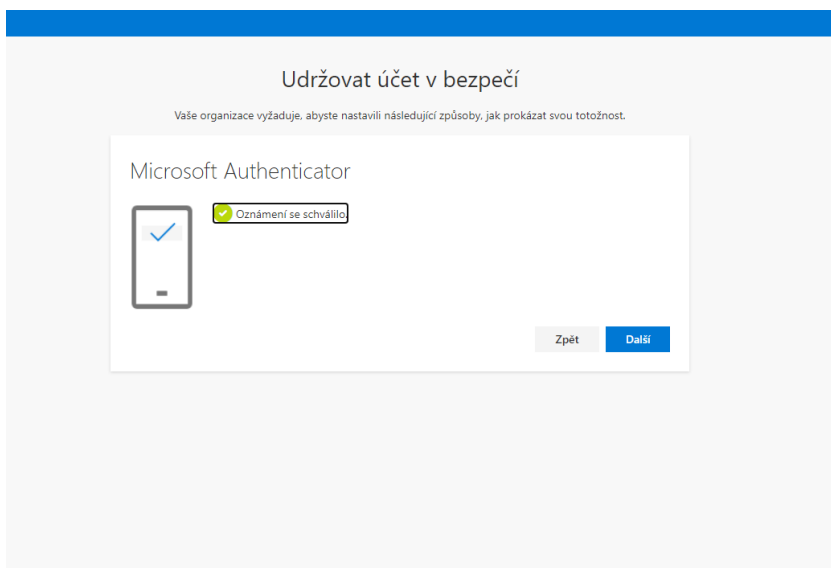 Udržovat účet v bezpečí
Vaše organizace vyžaduje, abyste nastavili následující způsoby, jak prokázat svou totožnost.
Microsoft Authenticator
Oznámení se schválilo.
Zpět
Další